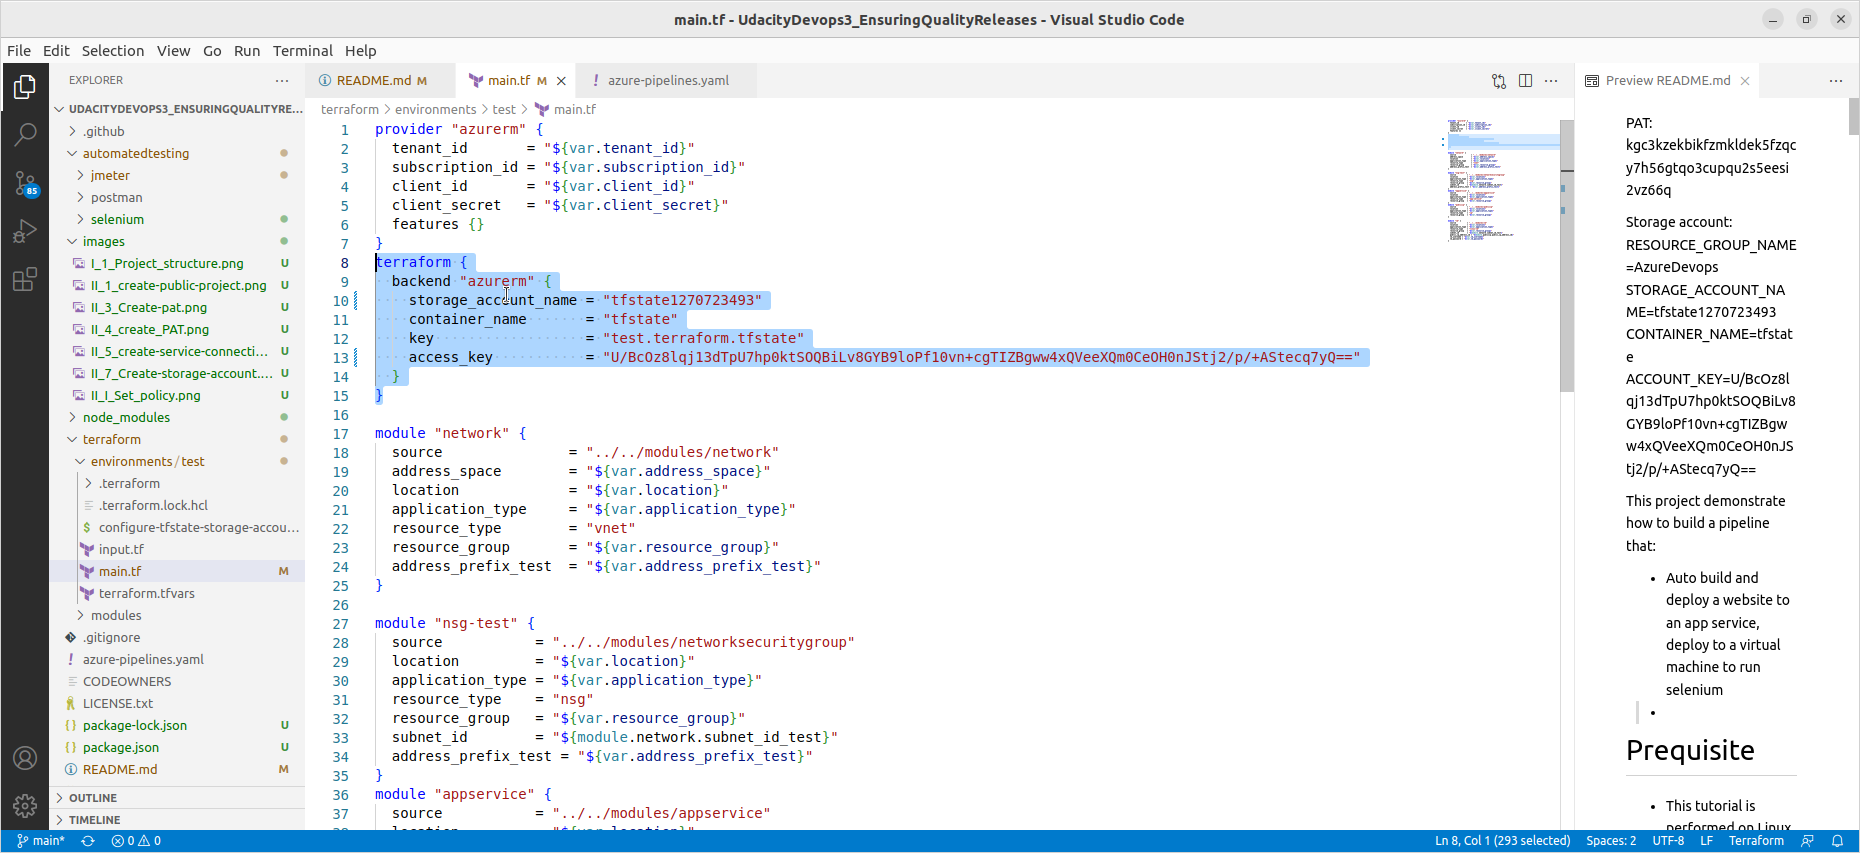 main.tf - UdacityDevops3_EnsuringQualityReleases - Visual Studio Code
File Edit Selection View Go Run Terminal Help
EXPLORER
UDACITYDEVOPS3_ENSURINGQUALITYRE...
.github
automatedtesting
jmeter
postman
selenium
images
I_1_Project_structure.png U
II_1_create-public-project.png U
II_3_Create-pat.png U
II_4_create_PAT.png U
II_5_create-service-connecti... U
II_7_Create-storage-account.... U
II_I_Set_policy.png U
node_modules
terraform
environments/test
.terraform
.terraform.lock.hcl
configure-tfstate-storage-accou...
input.tf
main.tf M
terraform.tfvars
modules
.gitignore
azure-pipelines.yaml
CODEOWNERS
LICENSE.txt
package-lock.json U
package.json U
README.md M
OUTLINE
TIMELINE
85
README.md M
main.tf M
azure-pipelines.yaml
terraform > environments > test > main.tf
1 provider "azurerm" {
2 tenant_id = "${var.tenant_id}"
3 subscription_id = "${var.subscription_id}"
4 client_id = "${var.client_id}"
5 client_secret = "${var.client_secret}"
6 features {}
7 }
8 terraform {
9 backend "azurerm" {
10 storage_account_name = "tfstate1270723493"
11 container_name = "tfstate"
12 key = "test.terraform.tfstate"
13 access_key = "U/BcOz8lqj13dTpU7hp0ktSOQBiLv8GYB9loPf10vn+cgTIZBgww4xQVeeXQm0CeOH0nJStj2/p/+AStecq7yQ=="
14 }
15 }
16
17 module "network" {
18 source = "../../modules/network"
19 address_space = "${var.address_space}"
20 location = "${var.location}"
21 application_type = "${var.application_type}"
22 resource_type = "vnet"
23 resource_group = "${var.resource_group}"
24 address_prefix_test = "${var.address_prefix_test}"
25 }
26
27 module "nsg-test" {
28 source = "../../modules/networksecuritygroup"
29 location = "${var.location}"
30 application_type = "${var.application_type}"
31 resource_type = "nsg"
32 resource_group = "${var.resource_group}"
33 subnet_id = "${module.network.subnet_id_test}"
34 address_prefix_test = "${var.address_prefix_test}"
35 }
36 module "appservice" {
37 source = "../../modules/appservice"
Preview README.md
PAT:
kgc3kzekbikfzmkldek5fzqc
y7h56gtqo3cupqu2s5eesi
2vz66q
Storage account:
RESOURCE_GROUP_NAME
=AzureDevops
STORAGE_ACCOUNT_NA
ME=tfstate1270723493
CONTAINER_NAME=tfstat
e
ACCOUNT_KEY=U/BcOz8l
qj13dTpU7hp0ktSOQBiLv8
GYB9loPf10vn+cgTIZBgw
w4xQVeeXQm0CeOH0nJS
tj2/p/+AStecq7yQ==
This project demonstrate
how to build a pipeline
that:
• Auto build and
deploy a website to
an app service,
deploy to a virtual
machine to run
selenium
•
Prequisite
• This tutorial is
performed on Linux
main* 0 0
Ln 8, Col 1 (293 selected) Spaces: 2 UTF-8 LF Terraform